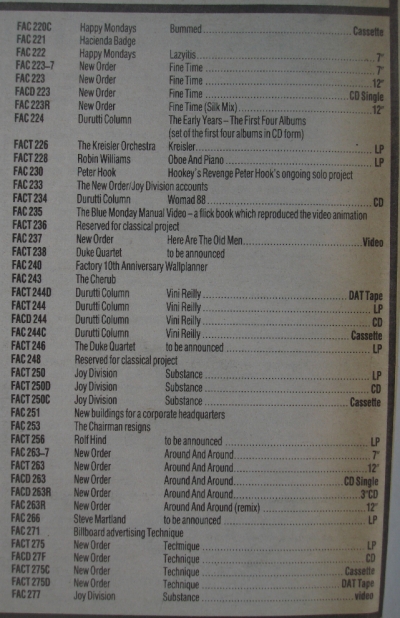 FAC 220C Happy Mondays Bummed Cassette
FAC 221 Hacienda Badge
FAC 222 Happy Mondays Lazyitis 7"
FAC 223-7 New Order Fine Time 7"
FAC 223 New Order Fine Time 12"
FACD 223 New Order Fine Time CD Single
FAC 223R New Order Fine Time (Silk Mix) 12"
FAC 224 Durutti Column The Early Years – The First Four Albums
(set of the first four albums in CD form)
FACT 226 The Kreisler Orchestra Kreisler LP
FACT 228 Robin Williams Oboe And Piano LP
FAC 230 Peter Hook Hookey's Revenge Peter Hook's ongoing solo project
FAC 233 The New Order/Joy Division accounts
FACT 234 Durutti Column Womad 88 CD
FAC 235 The Blue Monday Manual Video – a flick book which reproduced the video animation
FACT 236 Reserved for classical project
FAC 237 New Order Here Are The Old Men Video
FACT 238 Duke Quartet to be announced
FAC 240 Factory 10th Anniversary Wallplanner
FAC 243 The Cherub
FACT 244D Durutti Column Vini Reilly DAT Tape
FACT 244 Durutti Column Vini Reilly LP
FACD 244 Durutti Column Vini Reilly CD
FAC 244C Durutti Column Vini Reilly Cassette
FACT 246 The Duke Quartet to be announced LP
FAC 248 Reserved for classical project
FACT 250 Joy Division Substance LP
FACT 250D Joy Division Substance CD
FACT 250C Joy Division Substance Cassette
FAC 251 New buildings for a corporate headquarters
FAC 253 The Chairman resigns
FACT 256 Rolf Hind to be announced LP
FAC 263-7 New Order Around And Around 7"
FACT 263 New Order Around And Around 12"
FACD 263 New Order Around And Around CD Single
FACD 263R New Order Around And Around 3"CD
FAC 263R New Order Around And Around (remix) 12"
FAC 266 Steve Martland to be announced LP
FAC 271 Billboard advertising Technique
FACT 275 New Order Technique LP
FACD 27F New Order Technique CD
FACT 275C New Order Technique Cassette
FACT 275D New Order Technique DAT Tape
FAC 277 Joy Division Substance video